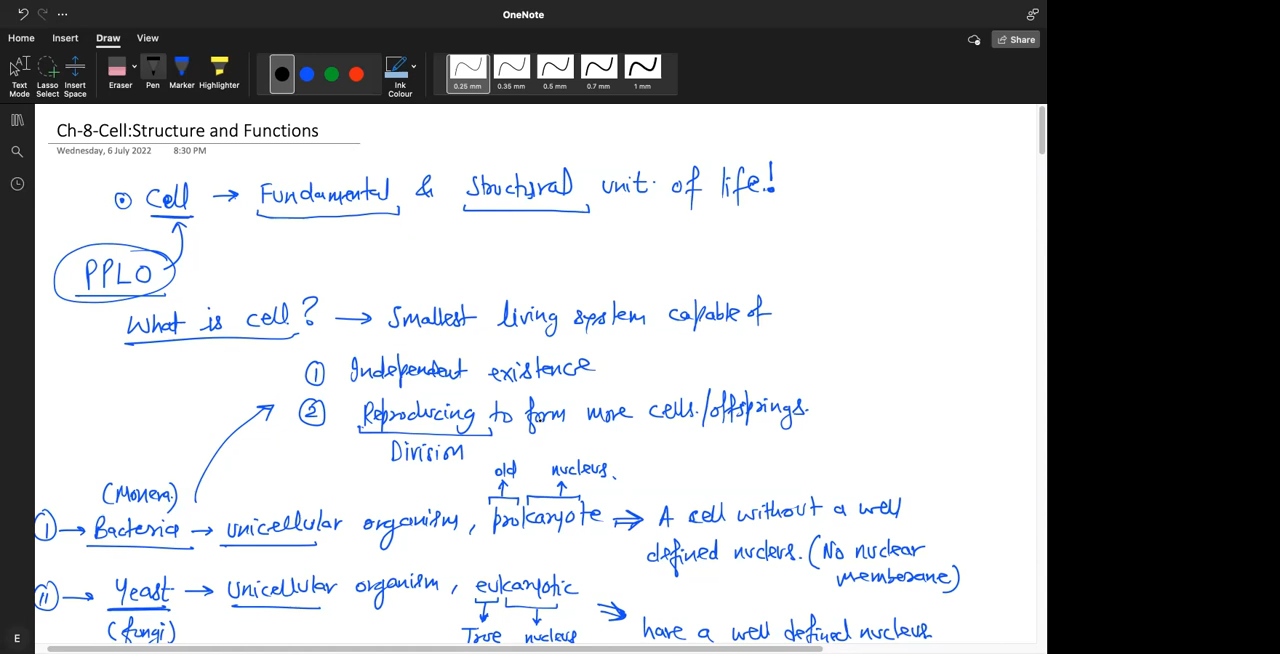 OneNote
Home Insert Draw View
Share
Text Mode Lasso Select Insert Space Eraser Pen Marker Highlighter Ink Colour 0.25 mm 0.35 mm 0.5 mm 0.7 mm 1 mm
Ch-8-Cell:Structure and Functions
Wednesday, 6 July 2022 8:30 PM
Cell → Fundamental & Structural unit of life!
PPLO
What is cell? → Smallest living system capable of
① Independent existence
② Reproducing to form more cells/offsprings.
Division
old nucleus
(Monera)
① → Bacteria → unicellular organism, prokaryote ⇒ A cell without a well
defined nucleus. (No nuclear
membrane)
ⅱ → Yeast → unicellular organism, eukaryotic
(fungi) True nucleus have a well defined nucleus
E